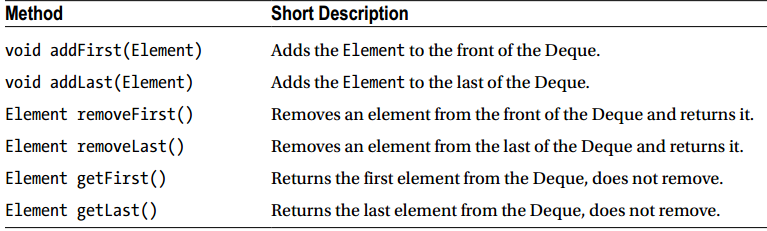 Method Short Description
void addFirst(Element) Adds the Element to the front of the Deque.
void addLast(Element) Adds the Element to the last of the Deque.
Element removeFirst() Removes an element from the front of the Deque and returns it.
Element removeLast() Removes an element from the last of the Deque and returns it.
Element getFirst() Returns the first element from the Deque, does not remove.
Element getLast() Returns the last element from the Deque, does not remove.